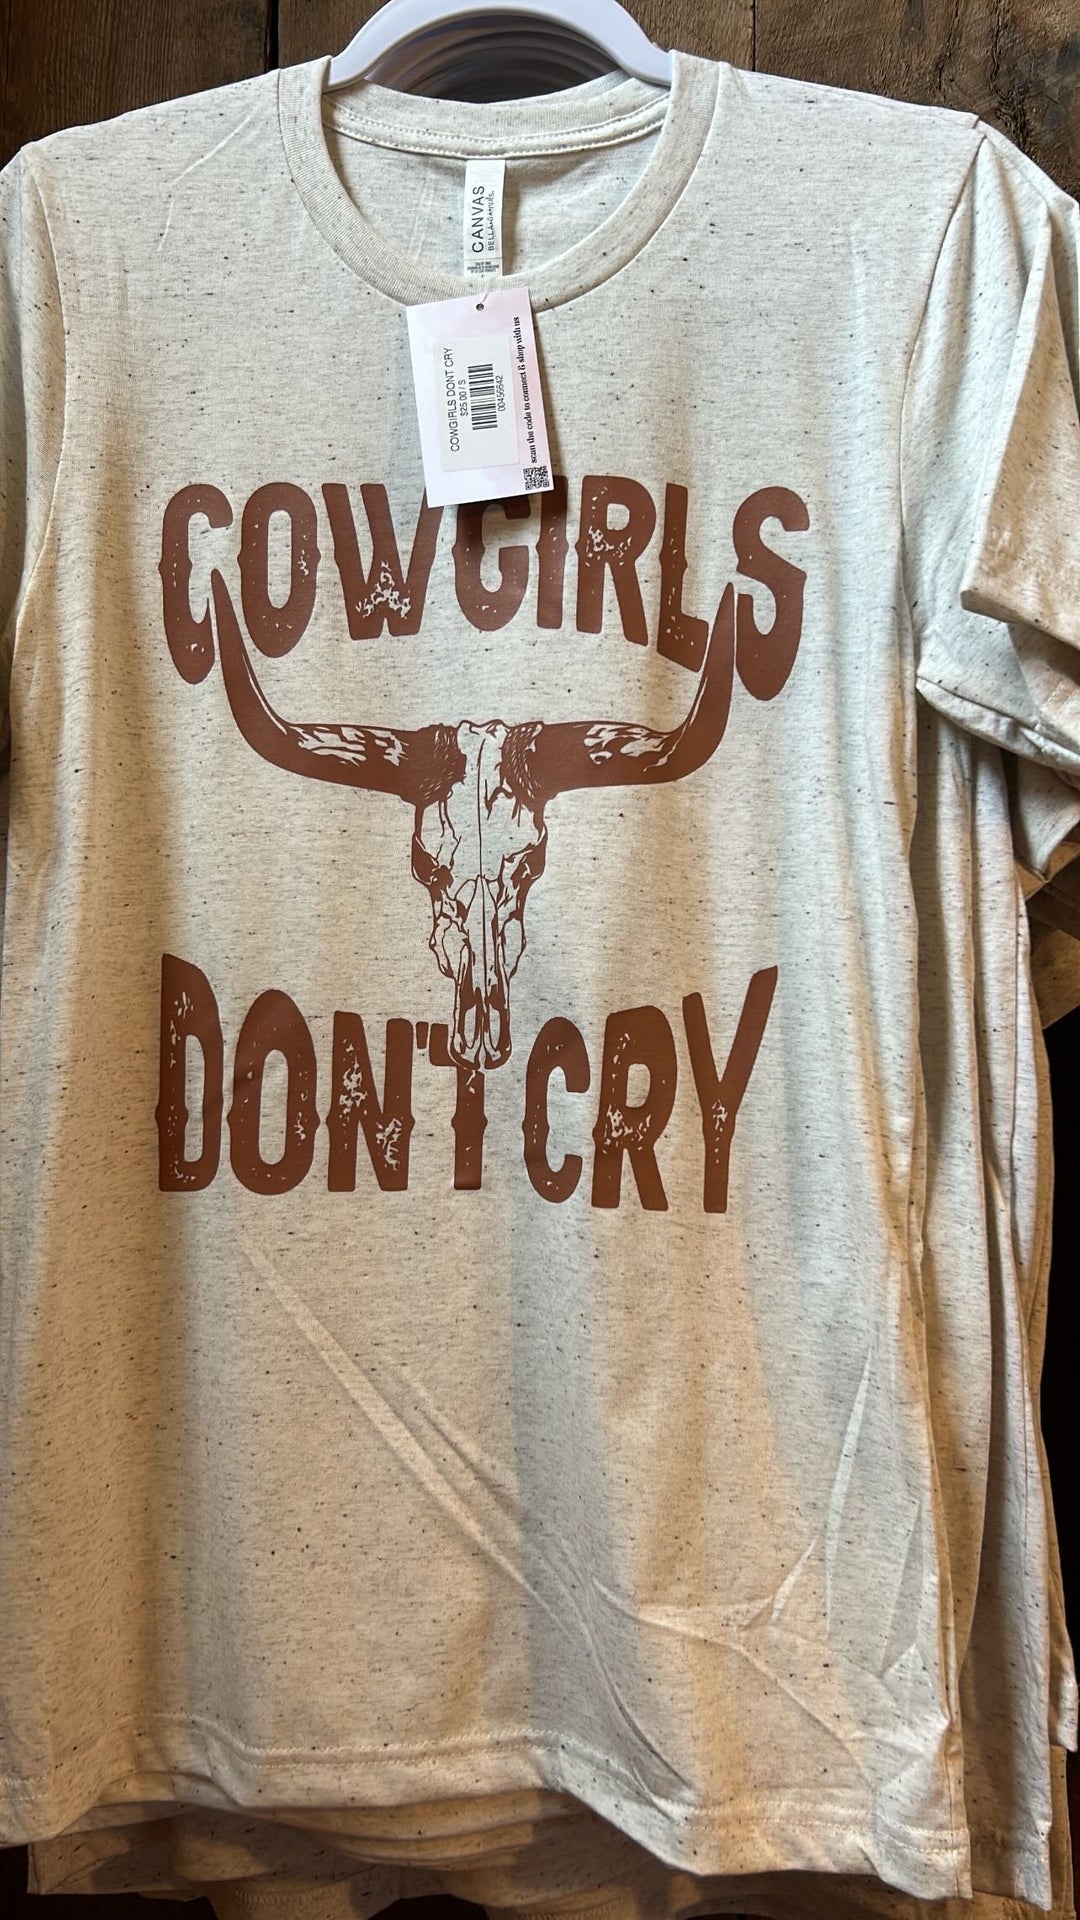 CANVAS
BELLA+CANVAS
COWGIRLS DONT CRY
$25.00 / S
00456642
scan the code to connect & shop with us
COWGIRLS
DON'T CRY